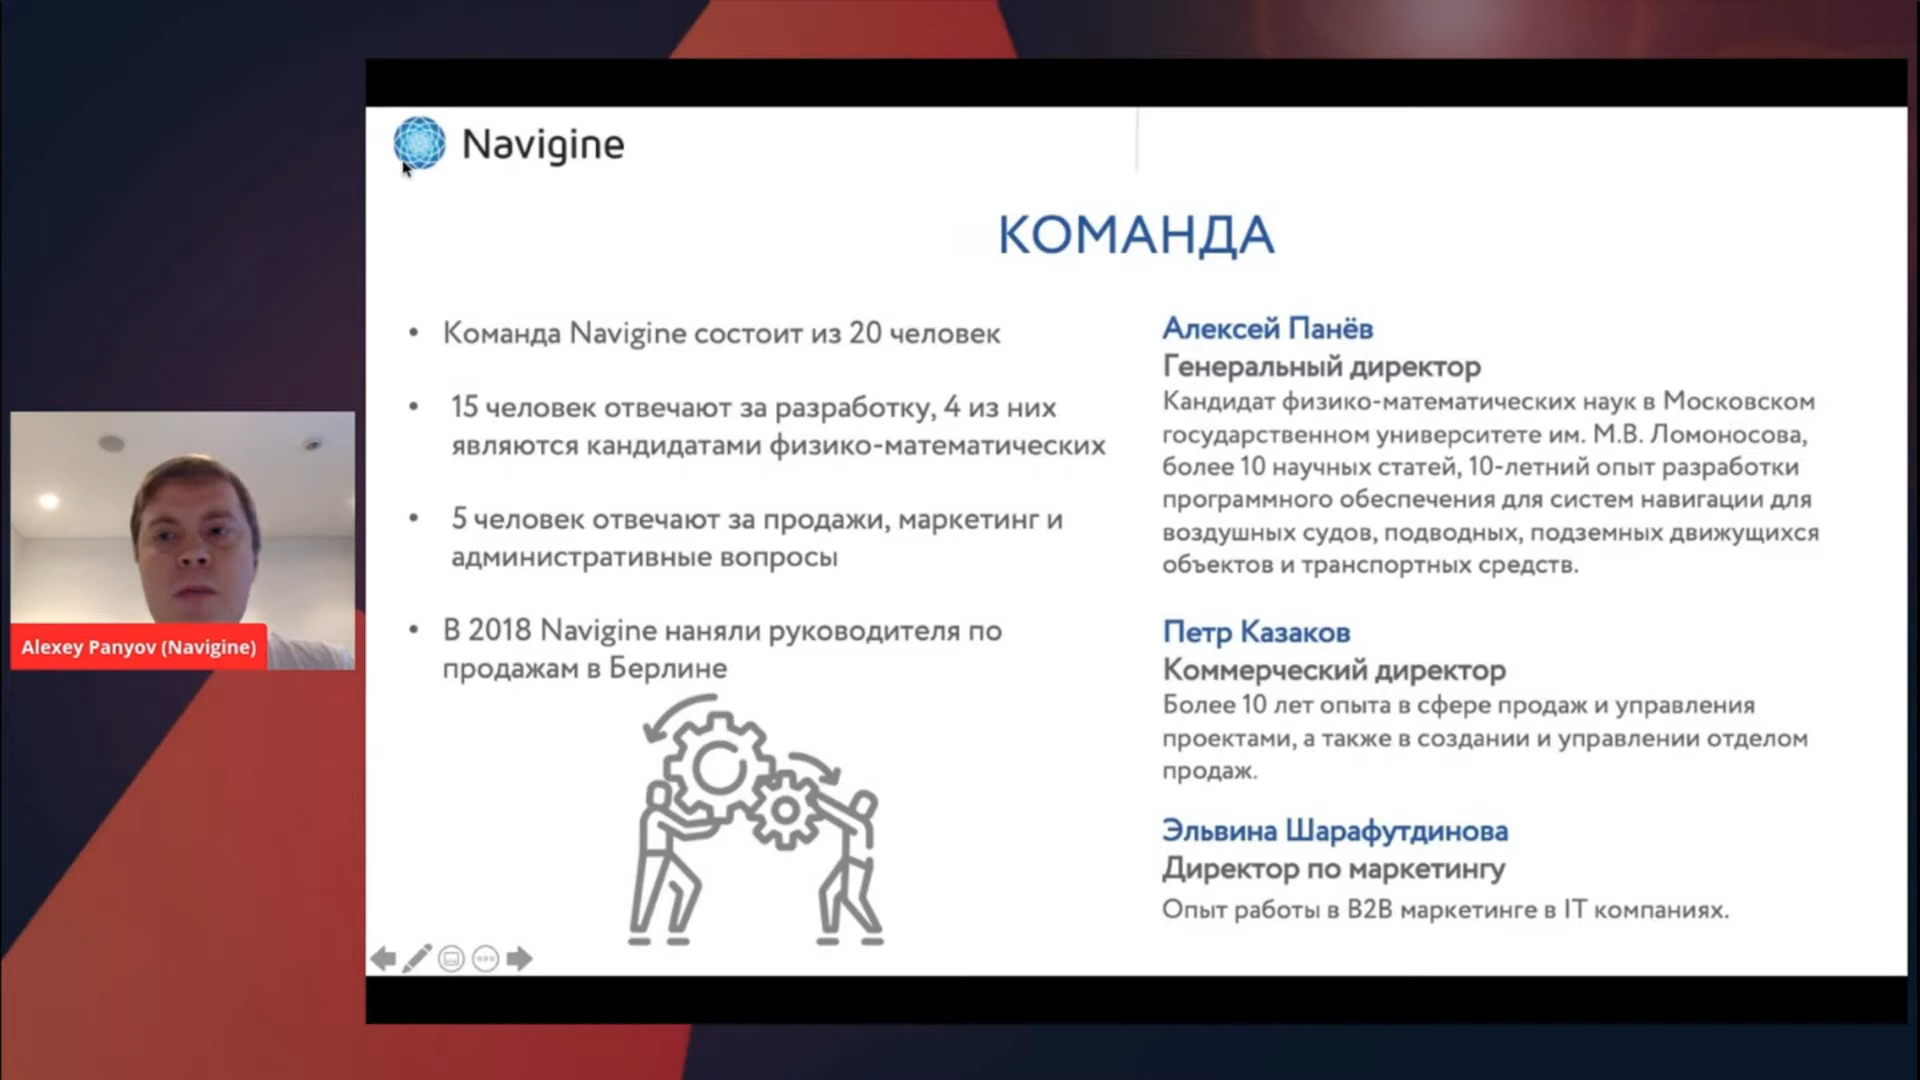 Navigine
КОМАНДА
• Команда Navigine состоит из 20 человек
• 15 человек отвечают за разработку, 4 из них
являются кандидатами физико-математических
• 5 человек отвечают за продажи, маркетинг и
административные вопросы
• В 2018 Navigine наняли руководителя по
продажам в Берлине
Алексей Панёв
Генеральный директор
Кандидат физико-математических наук в Московском
государственном университете им. М.В. Ломоносова,
более 10 научных статей, 10-летний опыт разработки
программного обеспечения для систем навигации для
воздушных судов, подводных, подземных движущихся
объектов и транспортных средств.
Петр Казаков
Коммерческий директор
Более 10 лет опыта в сфере продаж и управления
проектами, а также в создании и управлении отделом
продаж.
Эльвина Шарафутдинова
Директор по маркетингу
Опыт работы в B2B маркетинге в IT компаниях.
Alexey Panyov (Navigine)